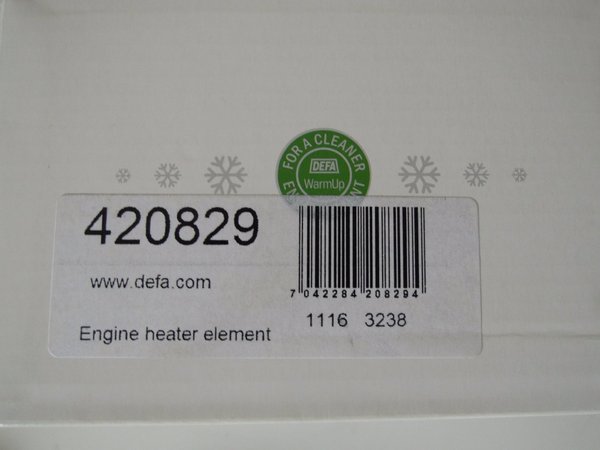 FOR A CLEANER
DEFA
WarmUp
420829
www.defa.com
7 042284 208294
1116 3238
Engine heater element